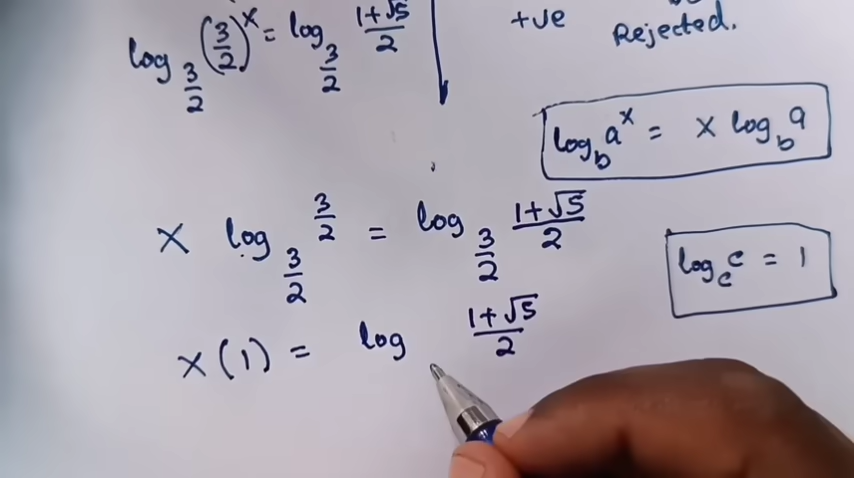 log_{3/2} (3/2)^x = log_{3/2} (1+√5)/2
+ve
Rejected.
log_b a^x = x log_b a
x log_{3/2} 3/2 = log_{3/2} (1+√5)/2
log_c c = 1
x(1) = log (1+√5)/2